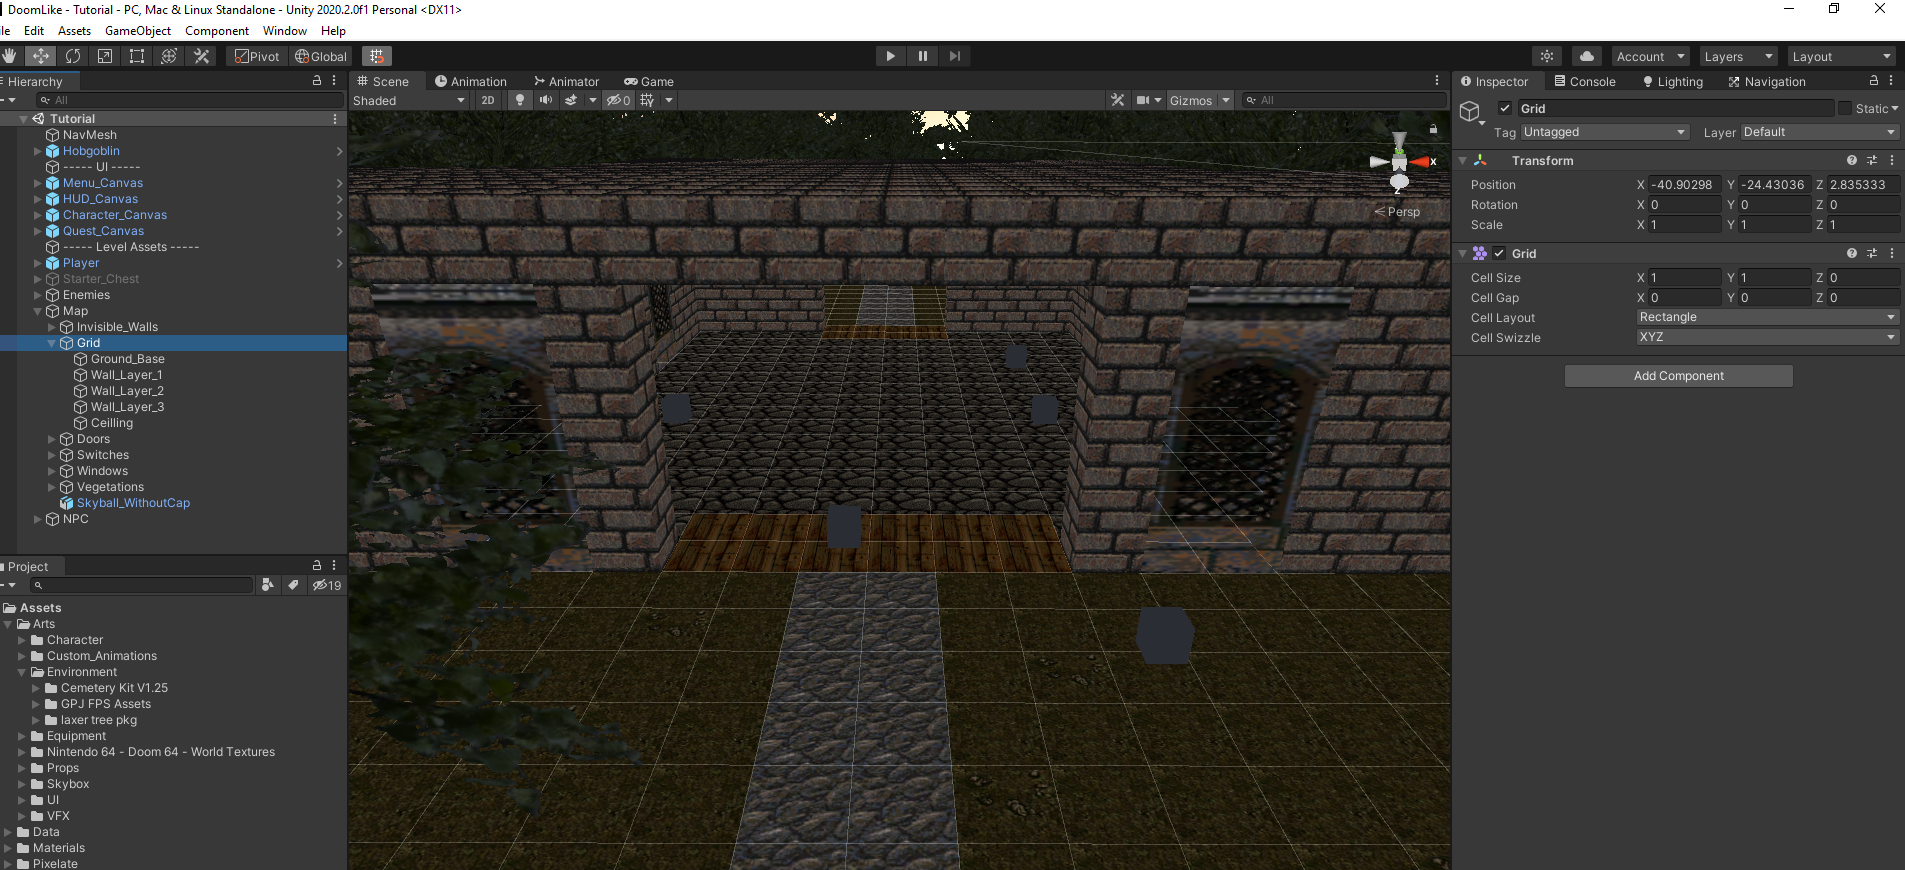 DoomLike - Tutorial - PC, Mac & Linux Standalone - Unity 2020.2.0f1 Personal <DX11>
ile Edit Assets GameObject Component Window Help
Pivot Global Account Layers Layout
Hierarchy
All
Tutorial
NavMesh
Hobgoblin
----- UI -----
Menu_Canvas
HUD_Canvas
Character_Canvas
Quest_Canvas
----- Level Assets -----
Player
Starter_Chest
Enemies
Map
Invisible_Walls
Grid
Ground_Base
Wall_Layer_1
Wall_Layer_2
Wall_Layer_3
Ceilling
Doors
Switches
Windows
Vegetations
Skyball_WithoutCap
NPC
Project
19
Assets
Arts
Character
Custom_Animations
Environment
Cemetery Kit V1.25
GPJ FPS Assets
laxer tree pkg
Equipment
Nintendo 64 - Doom 64 - World Textures
Props
Skybox
UI
VFX
Data
Materials
Pixelate
Scene Animation Animator Game
Shaded 2D 0 Gizmos All
x
z
Persp
Inspector Console Lighting Navigation
Grid Static
Tag Untagged Layer Default
Transform
Position X -40.90298 Y -24.43036 Z 2.835333
Rotation X 0 Y 0 Z 0
Scale X 1 Y 1 Z 1
Grid
Cell Size X 1 Y 1 Z 0
Cell Gap X 0 Y 0 Z 0
Cell Layout Rectangle
Cell Swizzle XYZ
Add Component